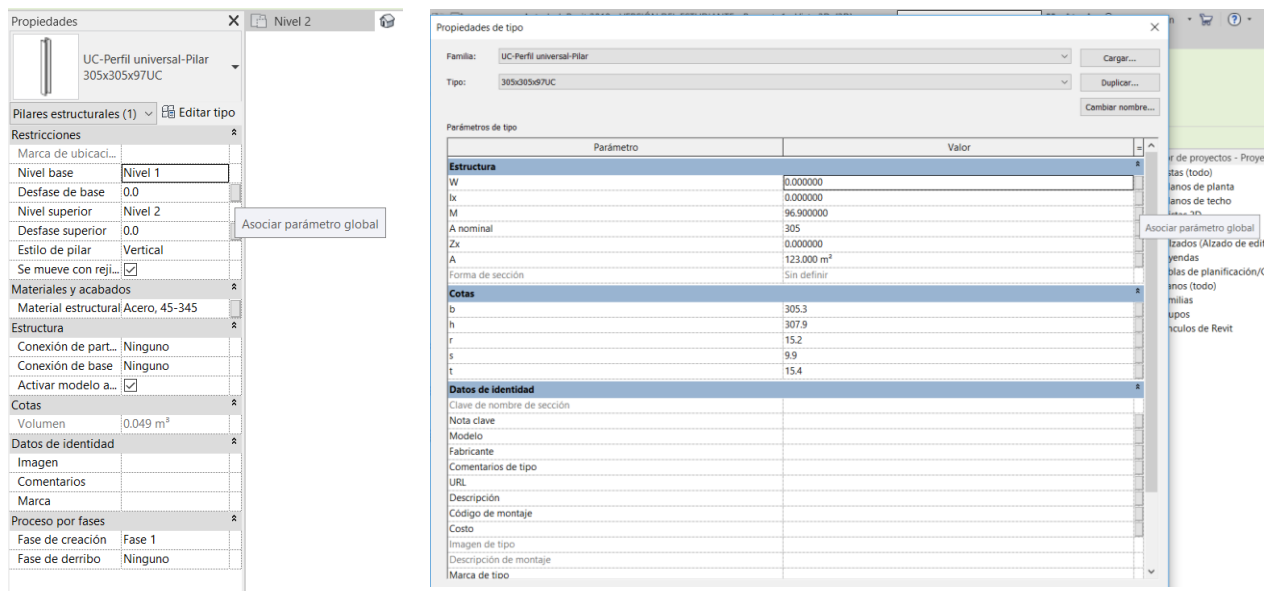 Propiedades
Nivel 2
UC-Perfil universal-Pilar
305x305x97UC
Pilares estructurales (1)
Editar tipo
Restricciones
Marca de ubicaci...
Nivel base Nivel 1
Desfase de base 0.0
Nivel superior Nivel 2
Desfase superior 0.0
Asociar parámetro global
Estilo de pilar Vertical
Se mueve con reji...
Materiales y acabados
Material estructural Acero, 45-345
Estructura
Conexión de part... Ninguno
Conexión de base Ninguno
Activar modelo a...
Cotas
Volumen 0.049 m³
Datos de identidad
Imagen
Comentarios
Marca
Proceso por fases
Fase de creación Fase 1
Fase de derribo Ninguno
Propiedades de tipo
Familia: UC-Perfil universal-Pilar Cargar...
Tipo: 305x305x97UC Duplicar...
Cambiar nombre...
Parámetros de tipo
Parámetro Valor =
Estructura
W 0.000000
Ix 0.000000
M 96.900000
A nominal 305
Zx 0.000000
A 123.000 m²
Forma de sección Sin definir
Asociar parámetro global
Cotas
b 305.3
h 307.9
r 15.2
s 9.9
t 15.4
Datos de identidad
Clave de nombre de sección
Nota clave
Modelo
Fabricante
Comentarios de tipo
URL
Descripción
Código de montaje
Costo
Imagen de tipo
Descripción de montaje
Marca de tipo
r de proyectos - Proye
stas (todo)
lanos de planta
lanos de techo
lzados (Alzado de edit
yendas
blas de planificación/C
anos (todo)
milias
upos
nculos de Revit